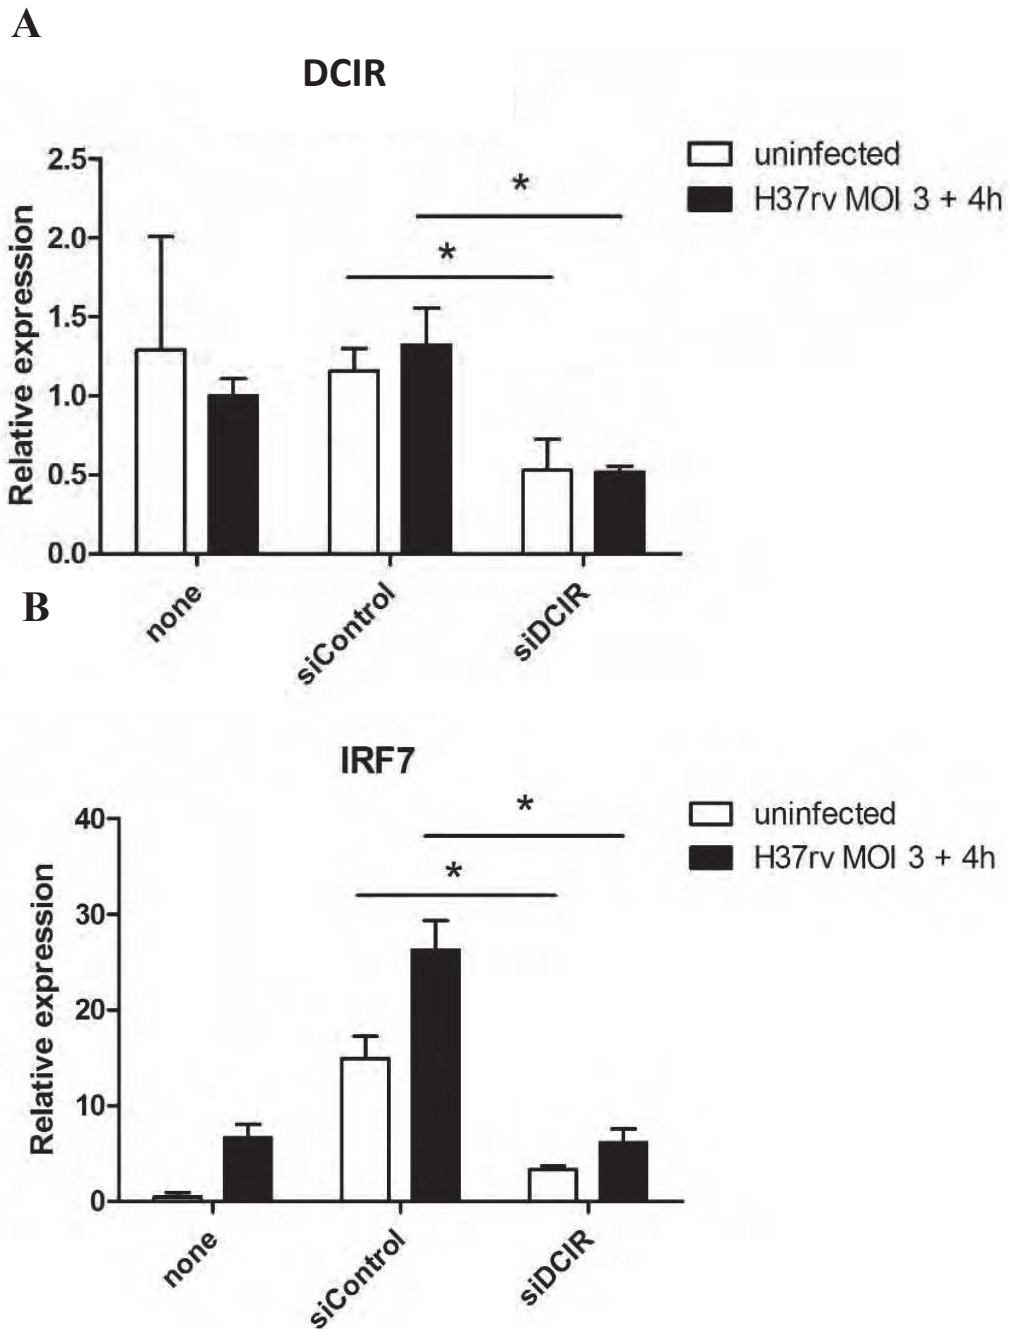 A
DCIR
2.5
2.0
1.5
1.0
0.5
0.0
Relative expression
*
*
uninfected
H37rv MOI 3 + 4h
none
siControl
siDCIR
B
IRF7
40
30
20
10
0
Relative expression
*
*
uninfected
H37rv MOI 3 + 4h
none
siControl
siDCIR